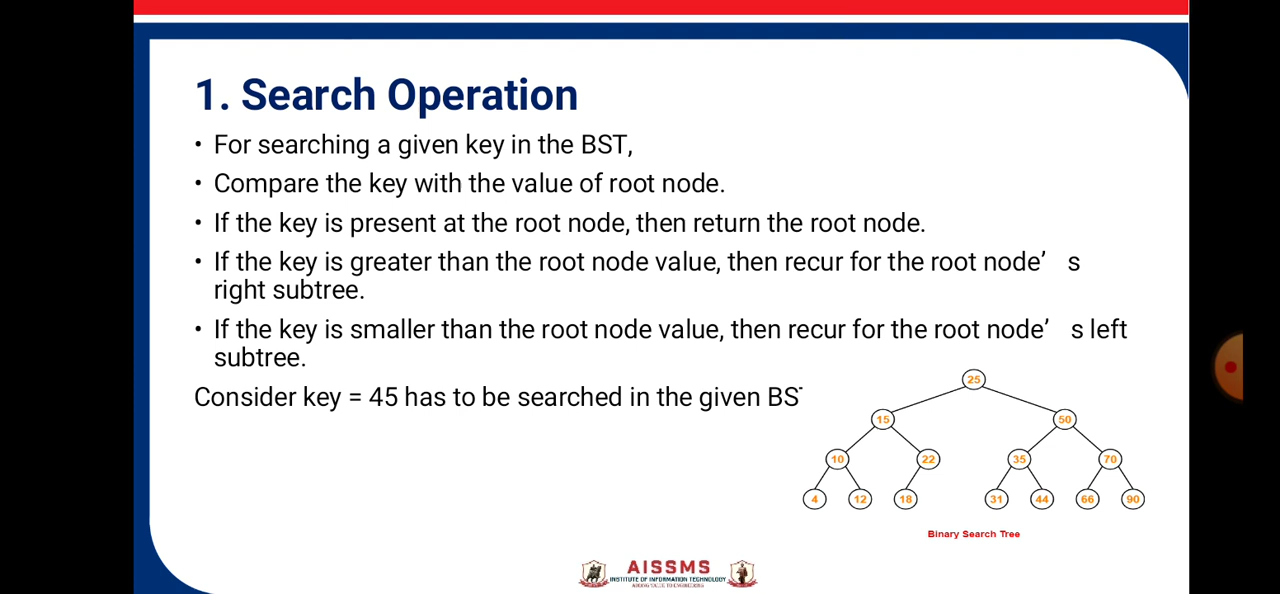 1. Search Operation
• For searching a given key in the BST,
• Compare the key with the value of root node.
• If the key is present at the root node, then return the root node.
• If the key is greater than the root node value, then recur for the root node’ s
right subtree.
• If the key is smaller than the root node value, then recur for the root node’ s left
subtree.
Consider key = 45 has to be searched in the given BS
25
15 50
10 22 35 70
4 12 18 31 44 66 90
Binary Search Tree
AISSMS
INSTITUTE OF INFORMATION TECHNOLOGY